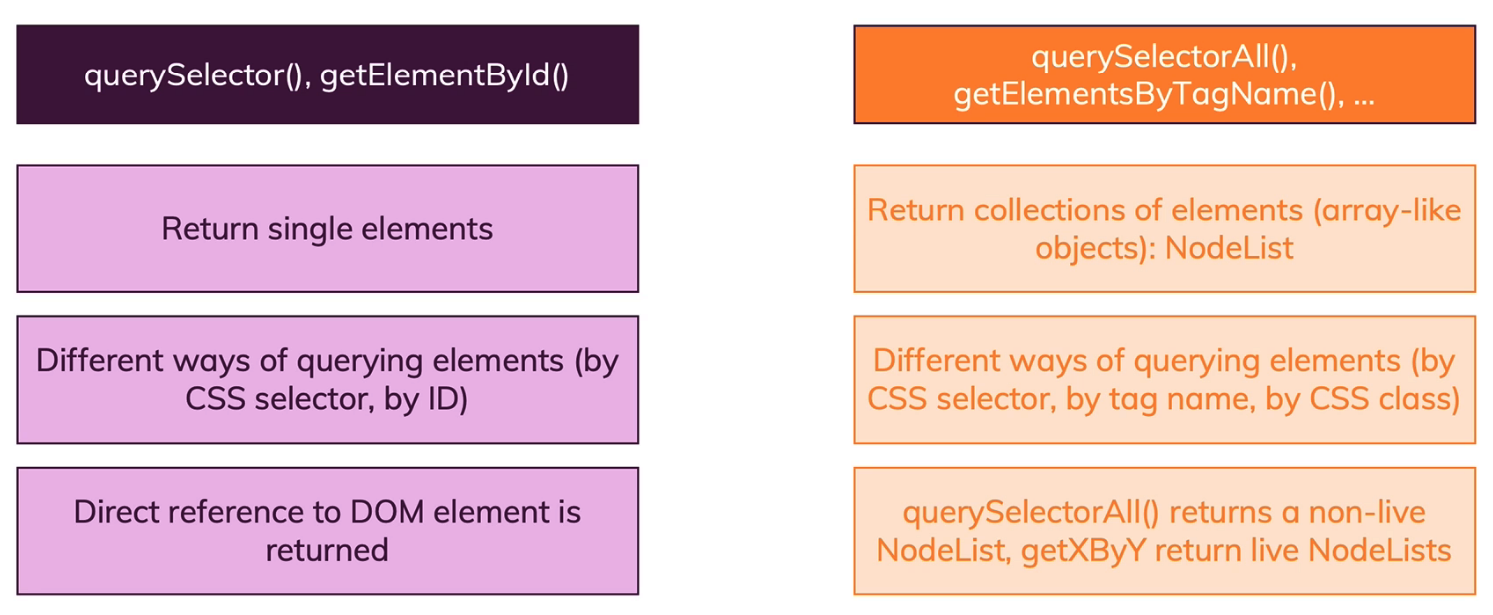 querySelector(), getElementById()
Return single elements
Different ways of querying elements (by
CSS selector, by ID)
Direct reference to DOM element is
returned
querySelectorAll(),
getElementsByTagName(), ...
Return collections of elements (array-like
objects): NodeList
Different ways of querying elements (by
CSS selector, by tag name, by CSS class)
querySelectorAll() returns a non-live
NodeList, getXByY return live NodeLists